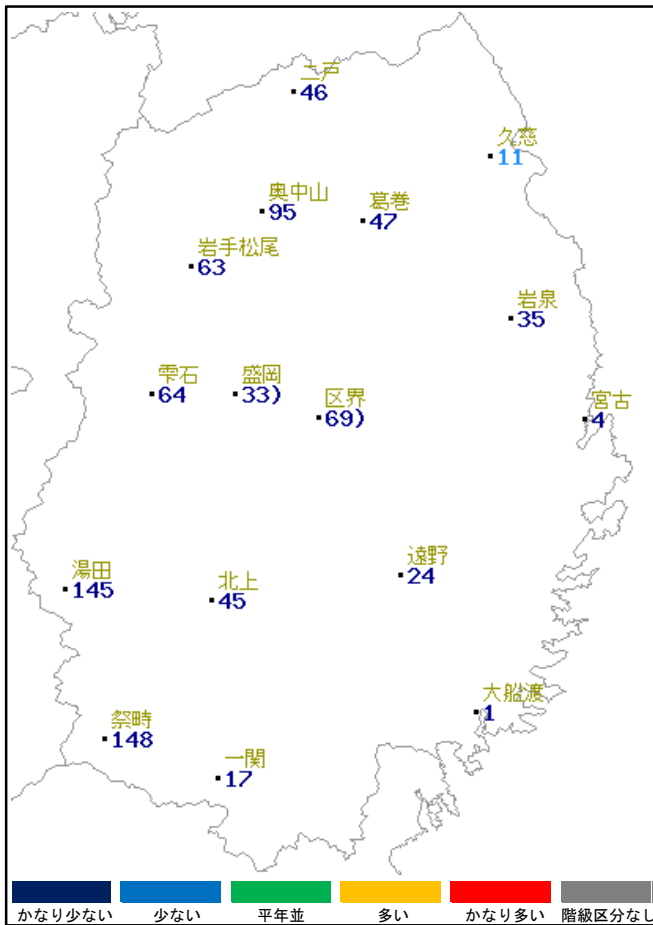 二戸
46
久慈
11
奥中山
95
葛巻
47
岩手松尾
63
岩泉
35
雫石
64
盛岡
33)
区界
69)
宮古
4
湯田
145
北上
45
遠野
24
大船渡
1
祭畤
148
一関
17
かなり少ない 少ない 平年並 多い かなり多い 階級区分なし